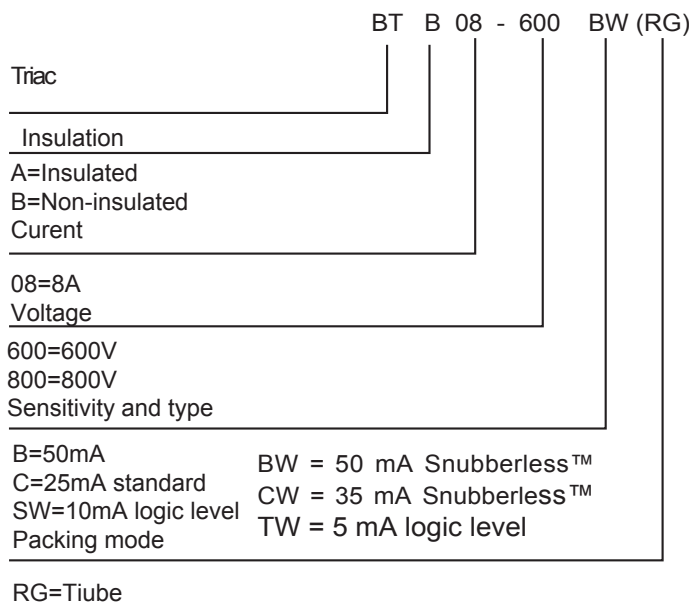 BT B 08 - 600 BW (RG)
Triac
Insulation
A=Insulated
B=Non-insulated
Curent
08=8A
Voltage
600=600V
800=800V
Sensitivity and type
B=50mA
C=25mA standard
SW=10mA logic level
BW = 50 mA Snubberless™
CW = 35 mA Snubberless™
TW = 5 mA logic level
Packing mode
RG=Tiube